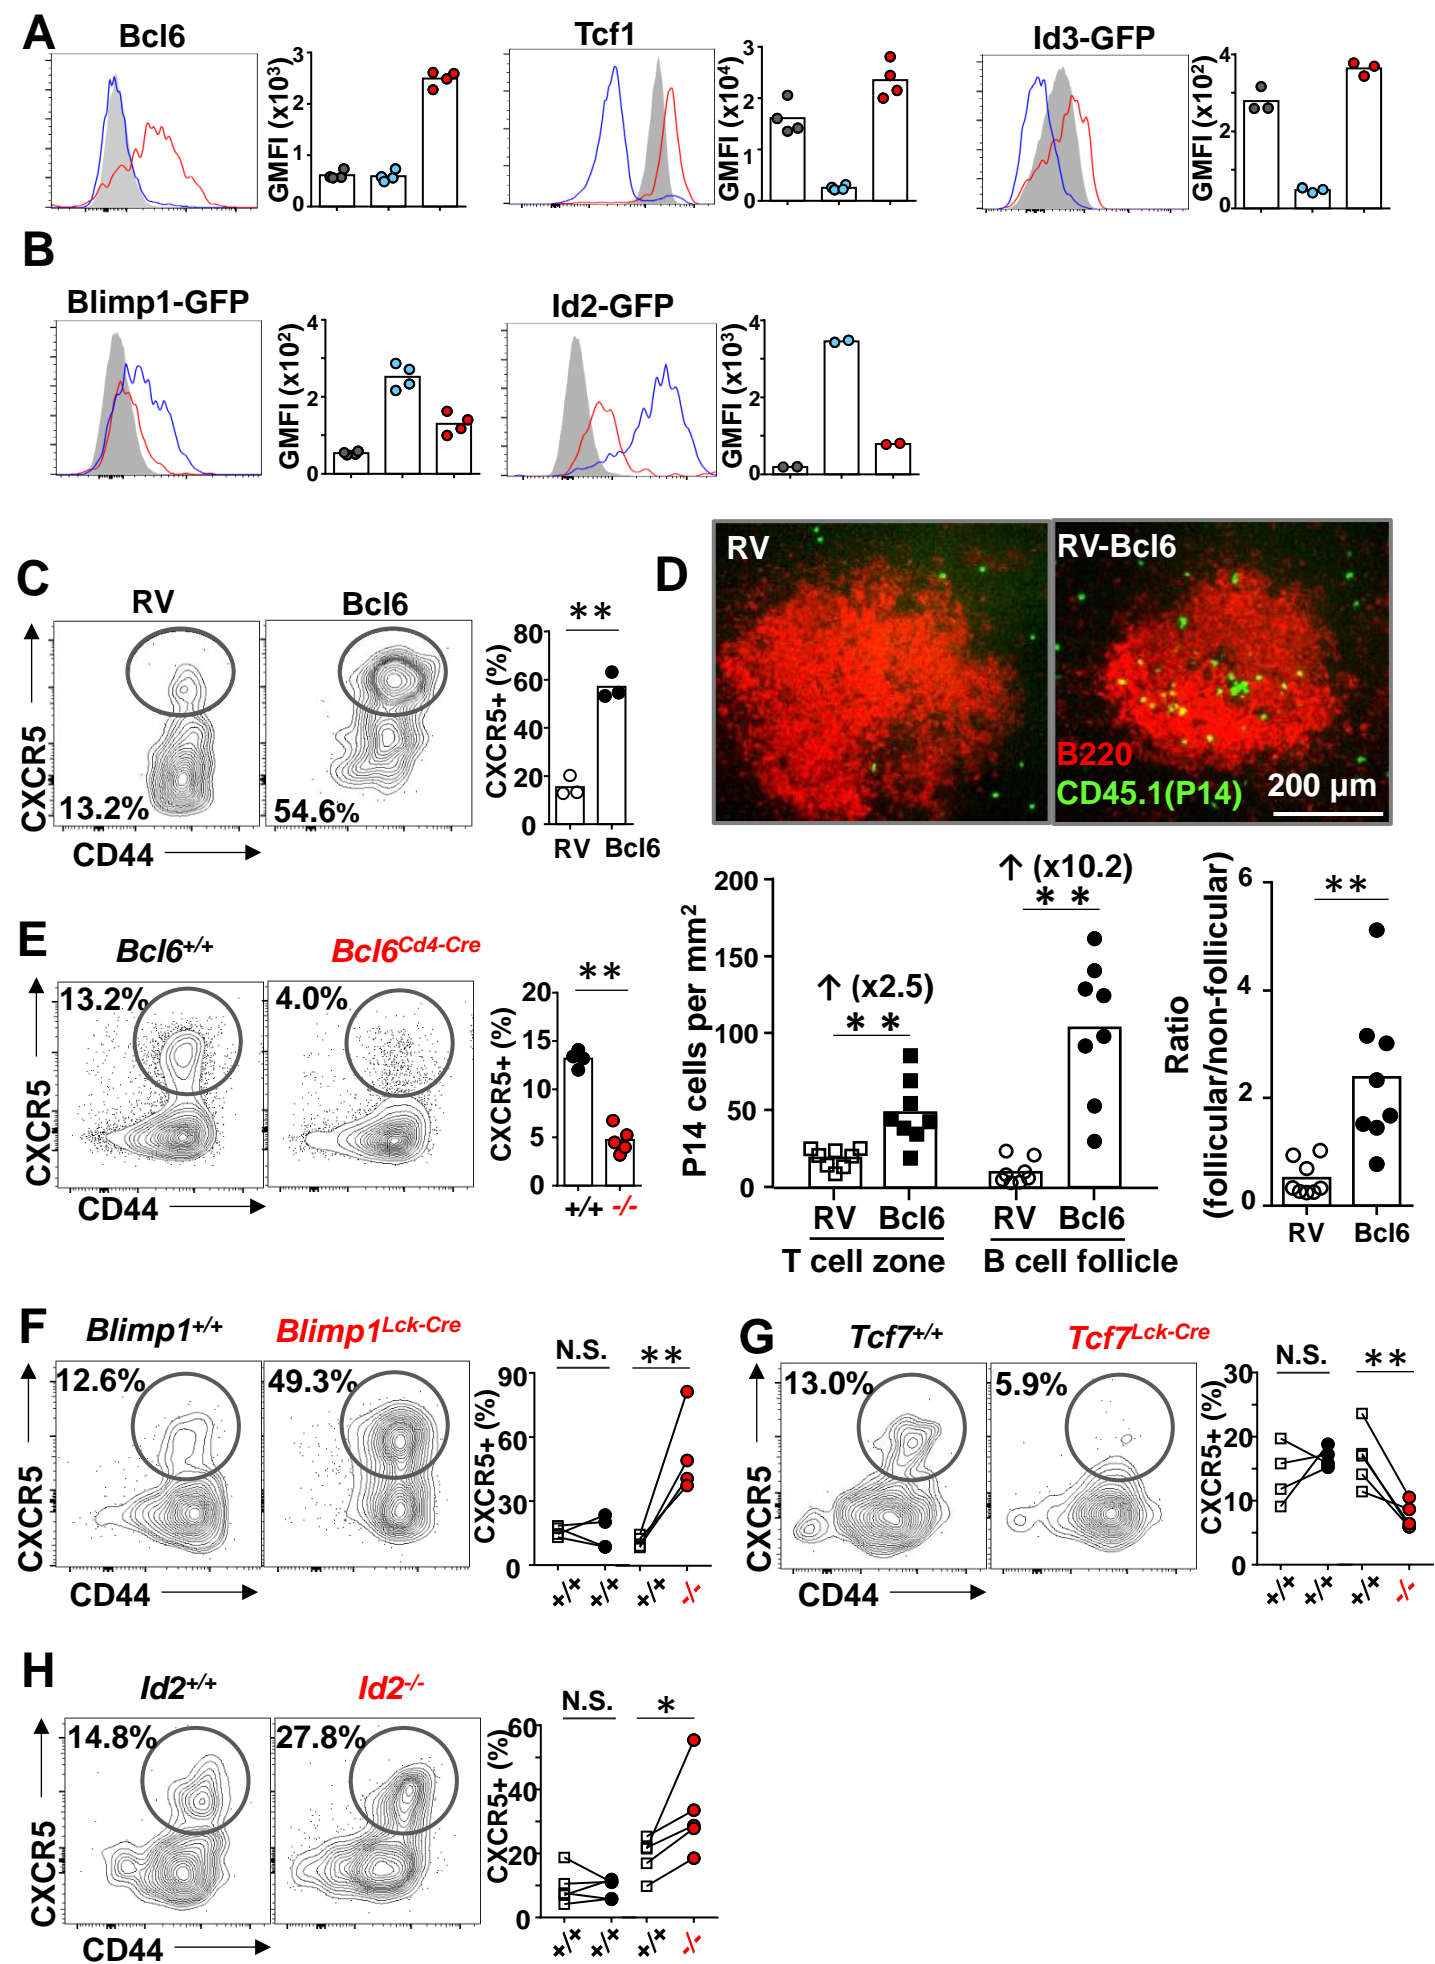 A
Bcl6
GMFI (x10³)
3
2
1
0
Tcf1
GMFI (x10⁴)
3
2
1
0
Id3-GFP
GMFI (x10²)
4
2
0
B
Blimp1-GFP
GMFI (x10²)
4
2
0
Id2-GFP
GMFI (x10³)
4
2
0
C
RV
Bcl6
CXCR5
13.2%
54.6%
CD44
**
CXCR5+ (%)
80
60
40
20
0
RV Bcl6
D
RV
RV-Bcl6
B220
CD45.1(P14)
200 µm
P14 cells per mm²
200
150
100
50
0
↑ (x2.5)
**
↑ (x10.2)
**
RV Bcl6 RV Bcl6
T cell zone B cell follicle
Ratio
(follicular/non-follicular)
6
4
2
0
**
RV Bcl6
E
Bcl6+/+
Bcl6Cd4-Cre
13.2%
4.0%
CXCR5
CD44
**
CXCR5+ (%)
20
15
10
5
0
+/+ -/-
F
Blimp1+/+
Blimp1Lck-Cre
12.6%
49.3%
CXCR5
CD44
N.S. **
CXCR5+ (%)
90
60
30
0
+/+ +/+ +/+ -/-
G
Tcf7+/+
Tcf7Lck-Cre
13.0%
5.9%
CXCR5
CD44
N.S. **
CXCR5+ (%)
30
20
10
0
+/+ +/+ +/+ -/-
H
Id2+/+
Id2-/-
14.8%
27.8%
CXCR5
CD44
N.S. *
CXCR5+ (%)
60
40
20
0
+/+ +/+ +/+ -/-